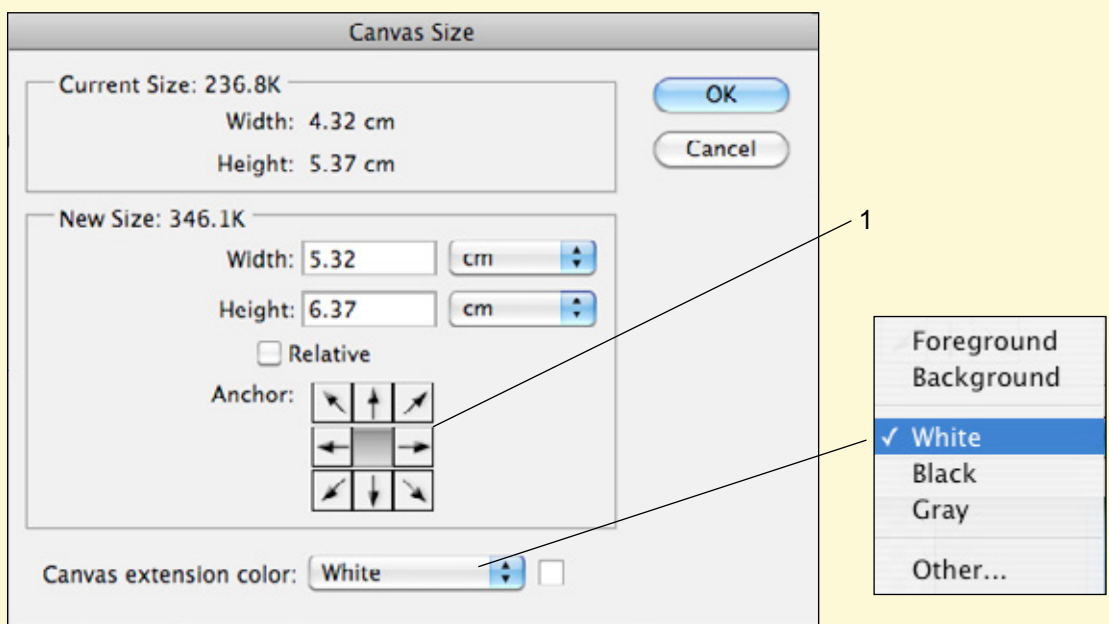 Canvas Size
Current Size: 236.8K
Width: 4.32 cm
Height: 5.37 cm
OK
Cancel
New Size: 346.1K
Width: 5.32 cm
Height: 6.37 cm
Relative
Anchor:
Canvas extension color: White
1
Foreground
Background
✓ White
Black
Gray
Other...